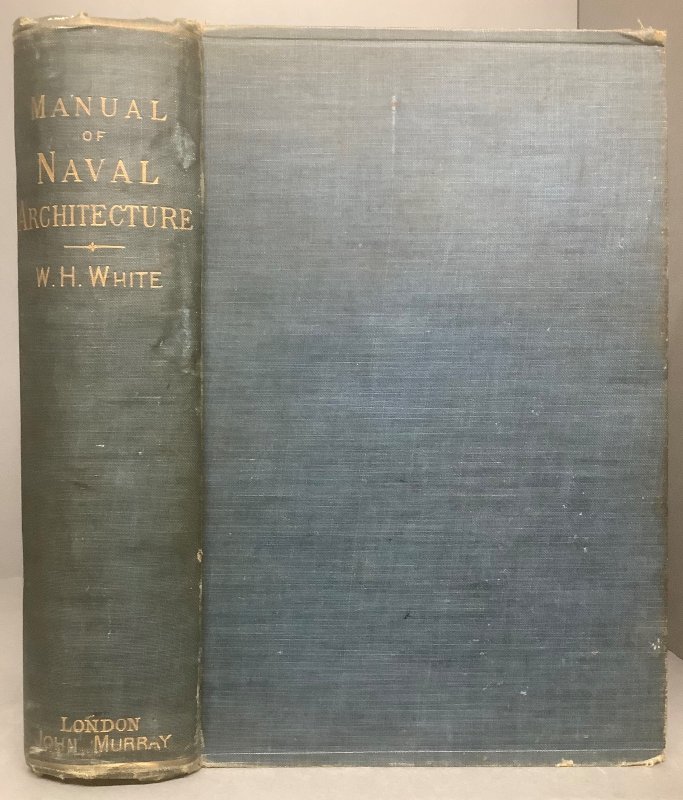 MANUAL
OF
NAVAL
ARCHITECTURE
W. H. WHITE
LONDON
JOHN MURRAY